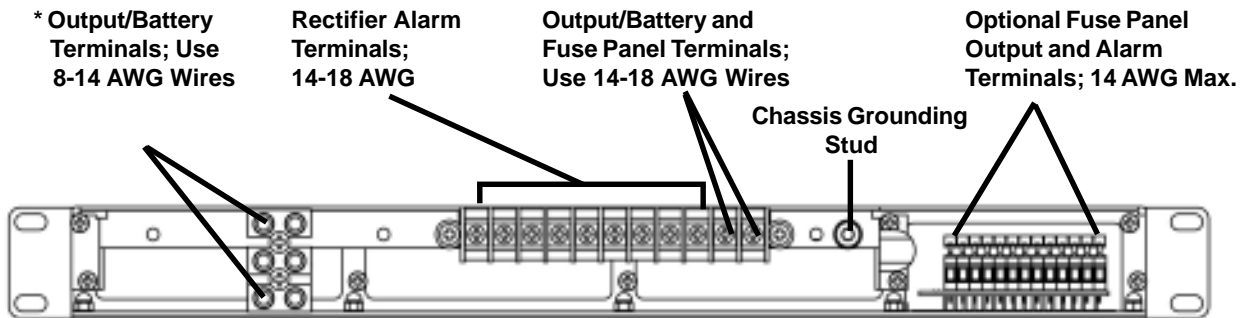 * Output/Battery
Terminals; Use
8-14 AWG Wires
Rectifier Alarm
Terminals;
14-18 AWG
Output/Battery and
Fuse Panel Terminals;
Use 14-18 AWG Wires
Chassis Grounding
Stud
Optional Fuse Panel
Output and Alarm
Terminals; 14 AWG Max.